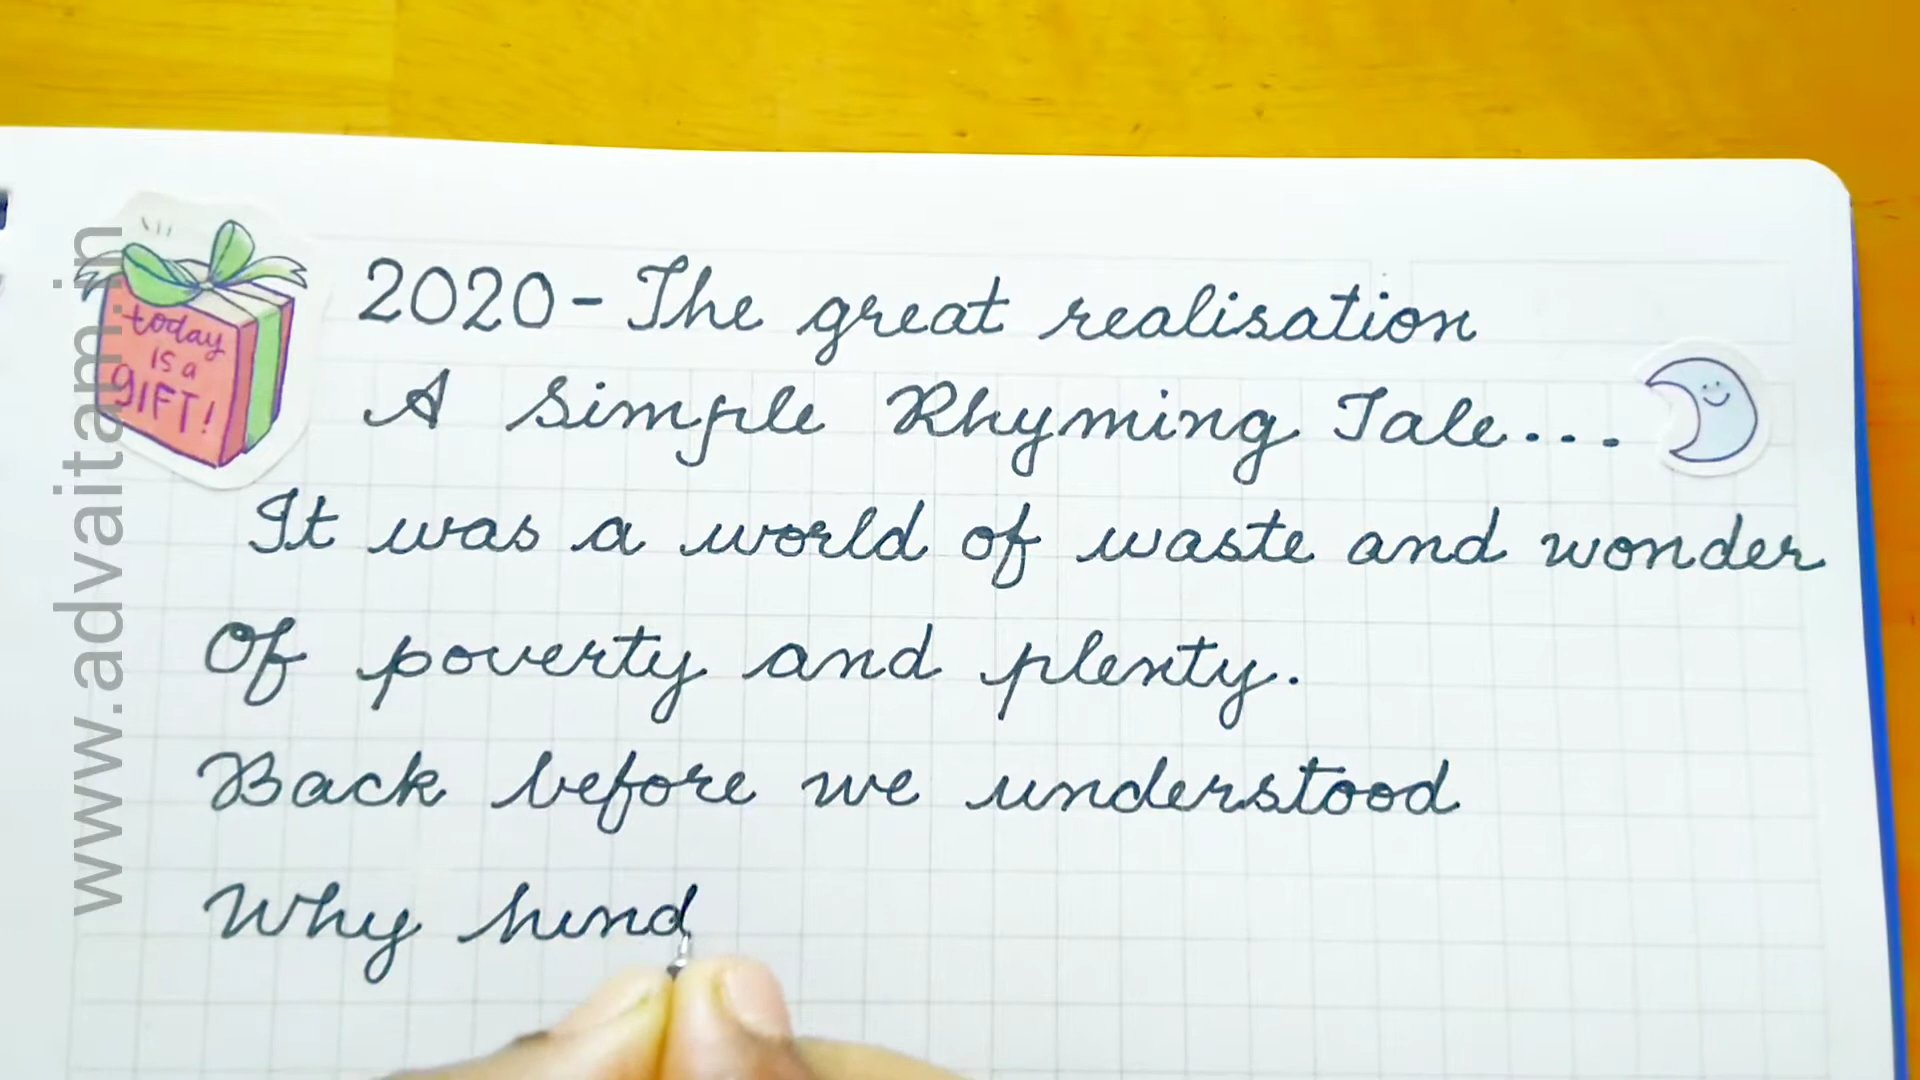 www.advaitam.in
today
is a
GIFT!
2020 - The great realisation
A Simple Rhyming Tale...
It was a world of waste and wonder
Of poverty and plenty.
Back before we understood
Why hind